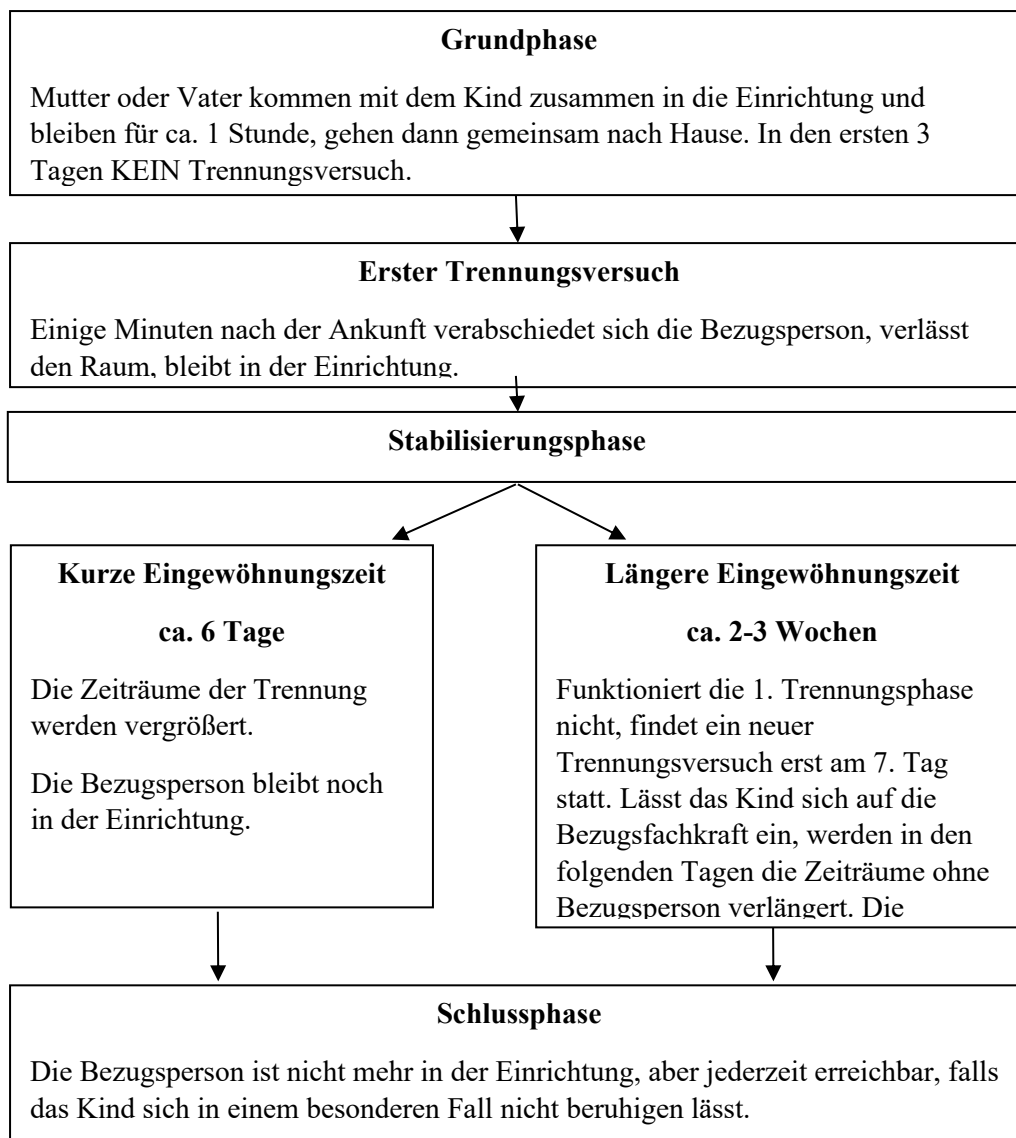 Grundphase
Mutter oder Vater kommen mit dem Kind zusammen in die Einrichtung und
bleiben für ca. 1 Stunde, gehen dann gemeinsam nach Hause. In den ersten 3
Tagen KEIN Trennungsversuch.
Erster Trennungsversuch
Einige Minuten nach der Ankunft verabschiedet sich die Bezugsperson, verlässt
den Raum, bleibt in der Einrichtung.
Stabilisierungsphase
Kurze Eingewöhnungszeit
ca. 6 Tage
Die Zeiträume der Trennung
werden vergrößert.
Die Bezugsperson bleibt noch
in der Einrichtung.
Längere Eingewöhnungszeit
ca. 2-3 Wochen
Funktioniert die 1. Trennungsphase
nicht, findet ein neuer
Trennungsversuch erst am 7. Tag
statt. Lässt das Kind sich auf die
Bezugsfachkraft ein, werden in den
folgenden Tagen die Zeiträume ohne
Bezugsperson verlängert. Die
Schlussphase
Die Bezugsperson ist nicht mehr in der Einrichtung, aber jederzeit erreichbar, falls
das Kind sich in einem besonderen Fall nicht beruhigen lässt.